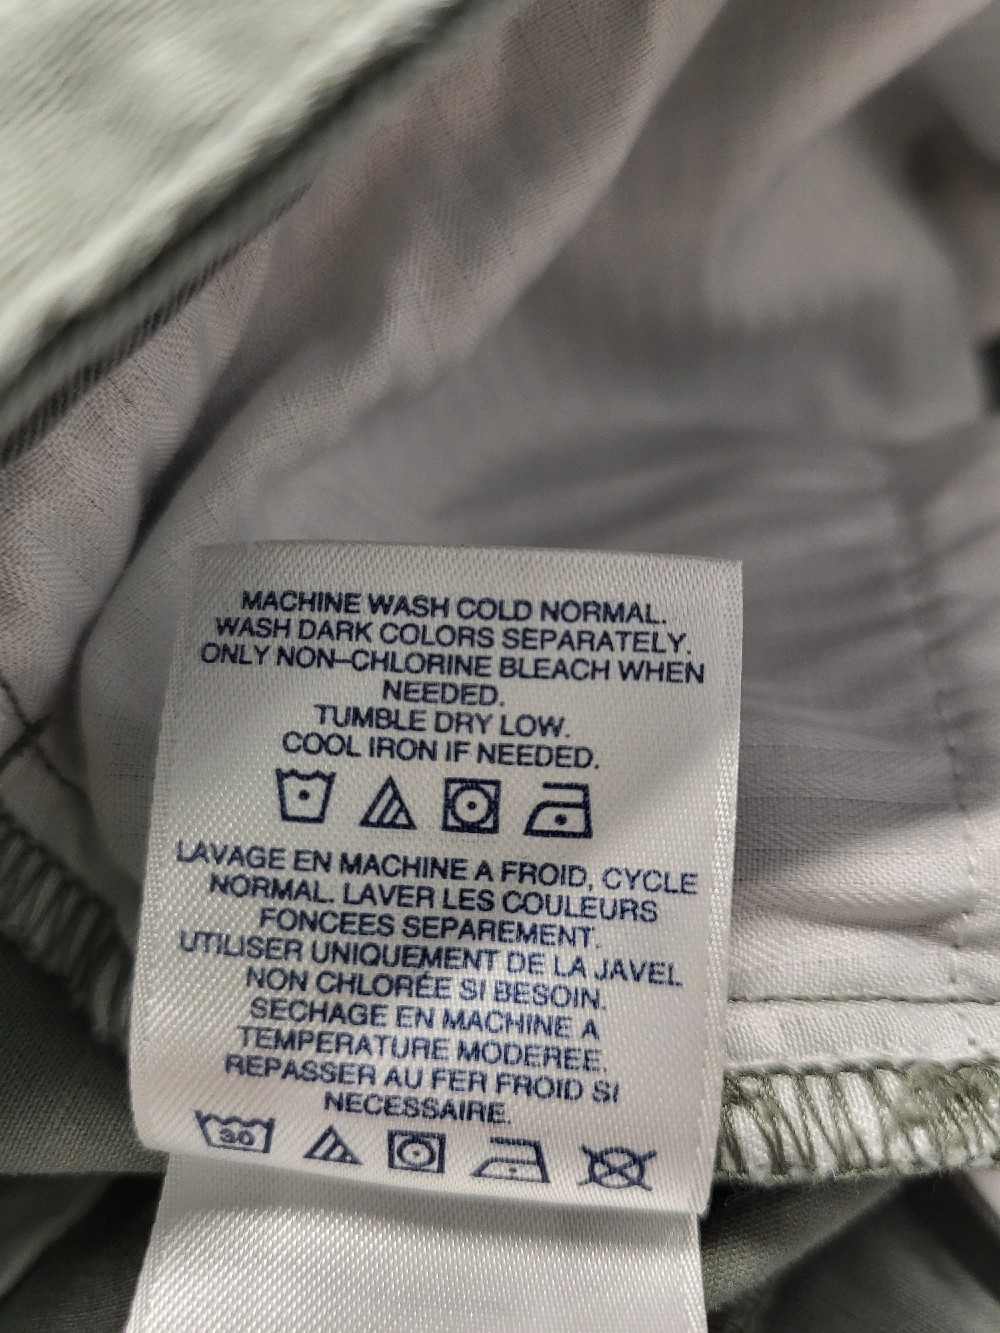 MACHINE WASH COLD NORMAL.
WASH DARK COLORS SEPARATELY.
ONLY NON-CHLORINE BLEACH WHEN
NEEDED.
TUMBLE DRY LOW.
COOL IRON IF NEEDED.
LAVAGE EN MACHINE A FROID, CYCLE
NORMAL. LAVER LES COULEURS
FONCEES SEPAREMENT.
UTILISER UNIQUEMENT DE LA JAVEL
NON CHLORÉE SI BESOIN.
SECHAGE EN MACHINE A
TEMPERATURE MODEREE.
REPASSER AU FER FROID SI
NECESSAIRE.
30